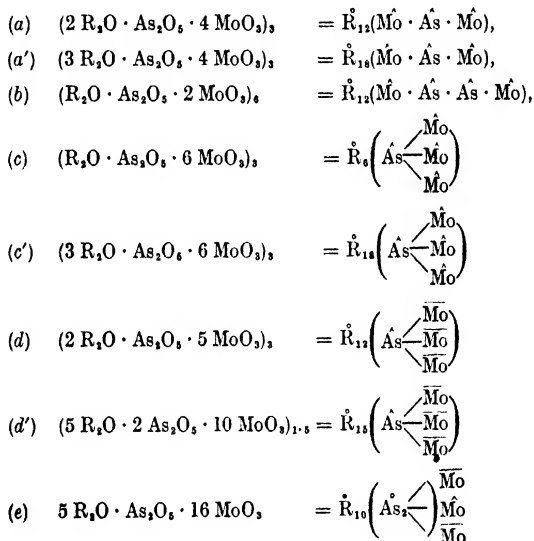 (a) (2 R₂O · As₂O₅ · 4 MoO₃)₃ = R̊₁₂(M̂o · Âs · M̂o),
(a′) (3 R₂O · As₂O₅ · 4 MoO₃)₃ = R̊₁₈(M̂o · Âs · M̂o),
(b) (R₂O · As₂O₅ · 2 MoO₃)₆ = R̊₁₂(M̂o · Âs · Âs · M̂o),
M̂o
(c) (R₂O · As₂O₅ · 6 MoO₃)₃ = R̊₆(Âs—M̂o)
M̂o
M̂o
(c′) (3 R₂O · As₂O₅ · 6 MoO₃)₃ = R̊₁₈(Âs—M̂o)
M̂o
M̅o̅
(d) (2 R₂O · As₂O₅ · 5 MoO₃)₃ = R̊₁₂(Âs—M̅o̅)
M̅o̅
M̅o̅
(d′) (5 R₂O · 2 As₂O₅ · 10 MoO₃)₁.₅ = R̊₁₅(Âs—M̅o̅)
M̅o̅
M̅o̅
(e) 5 R₂O · As₂O₅ · 16 MoO₃ = R̊₁₀(Ås₂—)M̂o
M̅o̅